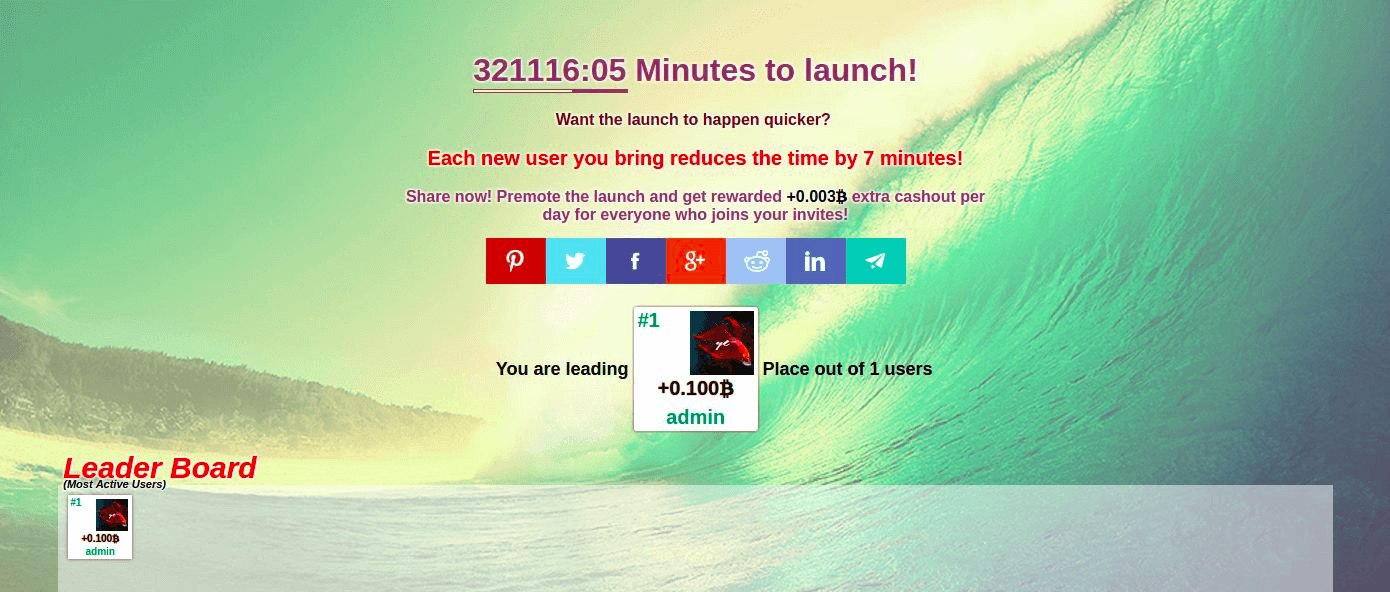 321116:05 Minutes to launch!
Want the launch to happen quicker?
Each new user you bring reduces the time by 7 minutes!
Share now! Premote the launch and get rewarded +0.003₿ extra cashout per
day for everyone who joins your invites!
#1
ye
You are leading
Place out of 1 users
+0.100₿
admin
Leader Board
(Most Active Users)
#1
ye
+0.100₿
admin